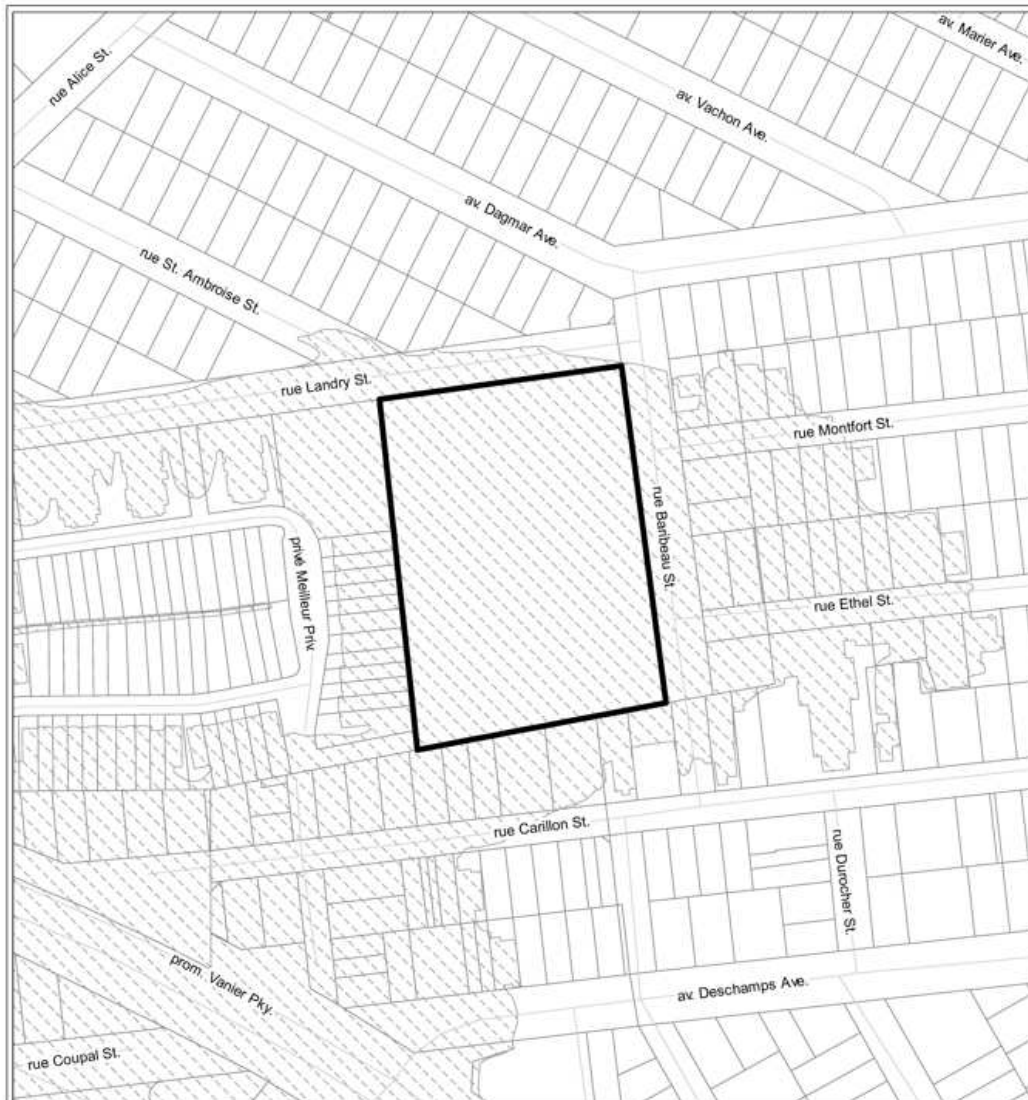 av. Marier Ave.
rue Alice St.
av. Vachon Ave.
av. Dagmar Ave.
rue St. Ambroise St.
rue Landry St.
rue Montfort St.
rue Baribeau St.
privé Meilleur Priv.
rue Ethel St.
rue Carillon St.
rue Durocher St.
prom. Vanier Pky.
av. Deschamps Ave.
rue Coupal St.